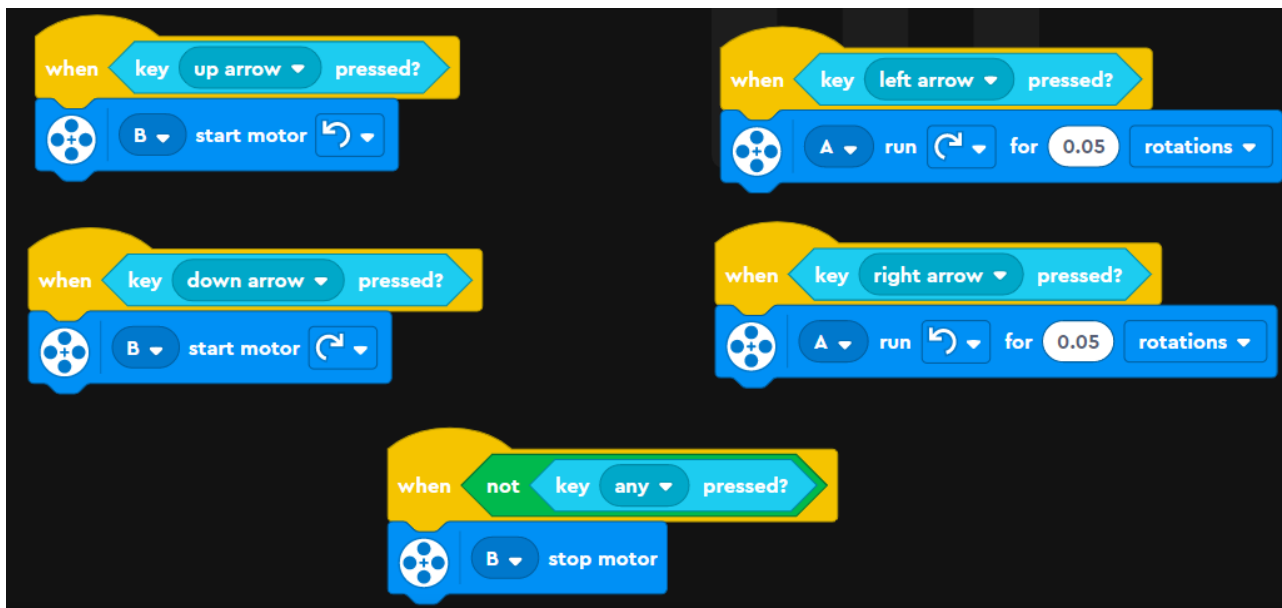 when key up arrow pressed?
B start motor
when key left arrow pressed?
A run for 0.05 rotations
when key down arrow pressed?
B start motor
when key right arrow pressed?
A run for 0.05 rotations
when not key any pressed?
B stop motor